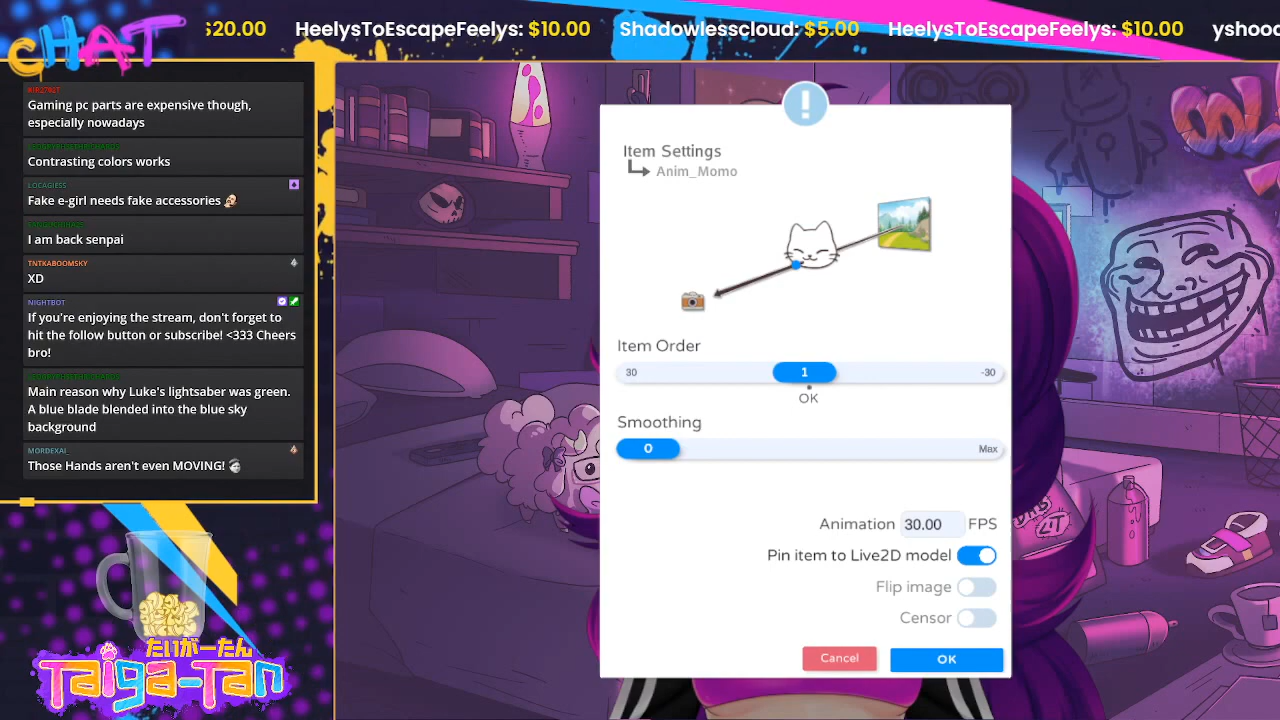 $20.00 HeelysToEscapeFeelys: $10.00 Shadowlesscloud: $5.00 HeelysToEscapeFeelys: $10.00
CHAT
Gaming pc parts are expensive though,
especially nowadays
Contrasting colors works
LOCAGIESS
Fake e-girl needs fake accessories
I am back senpai
TNTKABOOMSKY
XD
NIGHTBOT
If you're enjoying the stream, don't forget to
hit the follow button or subscribe! <333 Cheers
bro!
Main reason why Luke's lightsaber was green.
A blue blade blended into the blue sky
background
MORDEXAI_
Those Hands aren't even MOVING!
たいがーたん
Taiga-Tan
Item Settings
Anim_Momo
Item Order
30 1 -30
OK
Smoothing
0 Max
Animation 30.00 FPS
Pin item to Live2D model
Flip image
Censor
Cancel OK